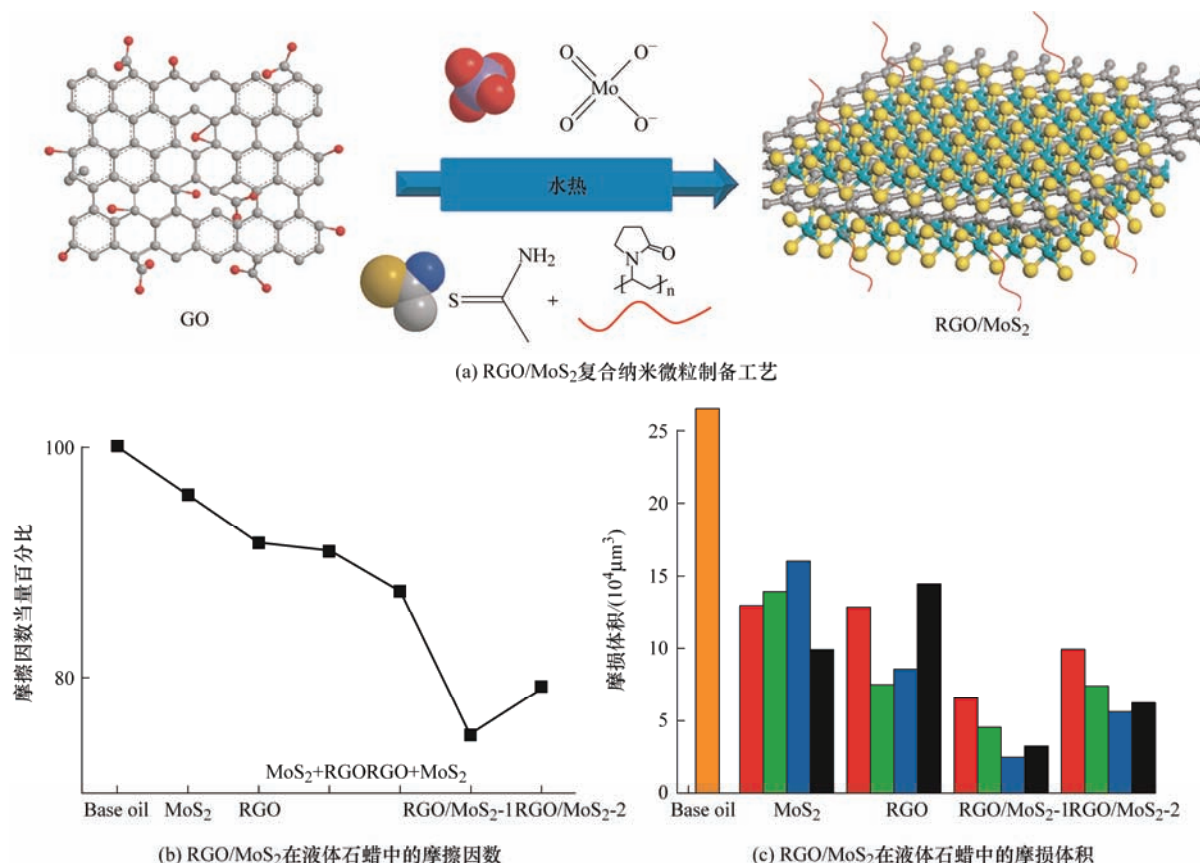 O
O⁻
Mo
O
O⁻
水热
NH₂
S
+
N
O
n
GO
RGO/MoS₂
(a) RGO/MoS₂复合纳米微粒制备工艺
摩擦因数当量百分比
100
80
MoS₂+RGORGO+MoS₂
Base oil MoS₂ RGO RGO/MoS₂-1RGO/MoS₂-2
(b) RGO/MoS₂在液体石蜡中的摩擦因数
摩损体积/(10⁴μm³)
25
20
15
10
5
0
Base oil MoS₂ RGO RGO/MoS₂-1RGO/MoS₂-2
(c) RGO/MoS₂在液体石蜡中的摩损体积